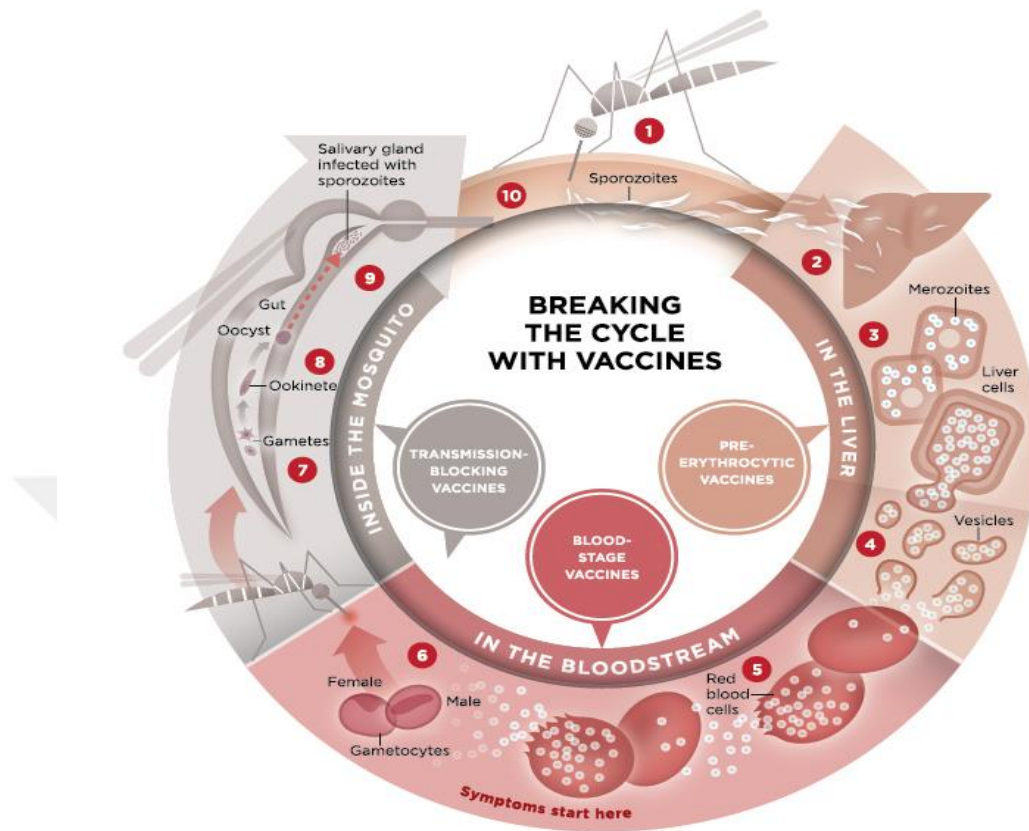 1
Salivary gland
infected with
sporozoites
10
Sporozoites
2
9
BREAKING
THE CYCLE
WITH VACCINES
Merozoites
3
Gut
Oocyst
8
Liver
cells
Ookinete
INSIDE THE MOSQUITO
IN THE LIVER
Gametes
7
TRANSMISSION-
BLOCKING
VACCINES
PRE-
ERYTHROCYTIC
VACCINES
Vesicles
4
BLOOD-
STAGE
VACCINES
IN THE BLOODSTREAM
6
5
Female
Male
Gametocytes
Red
blood
cells
Symptoms start here